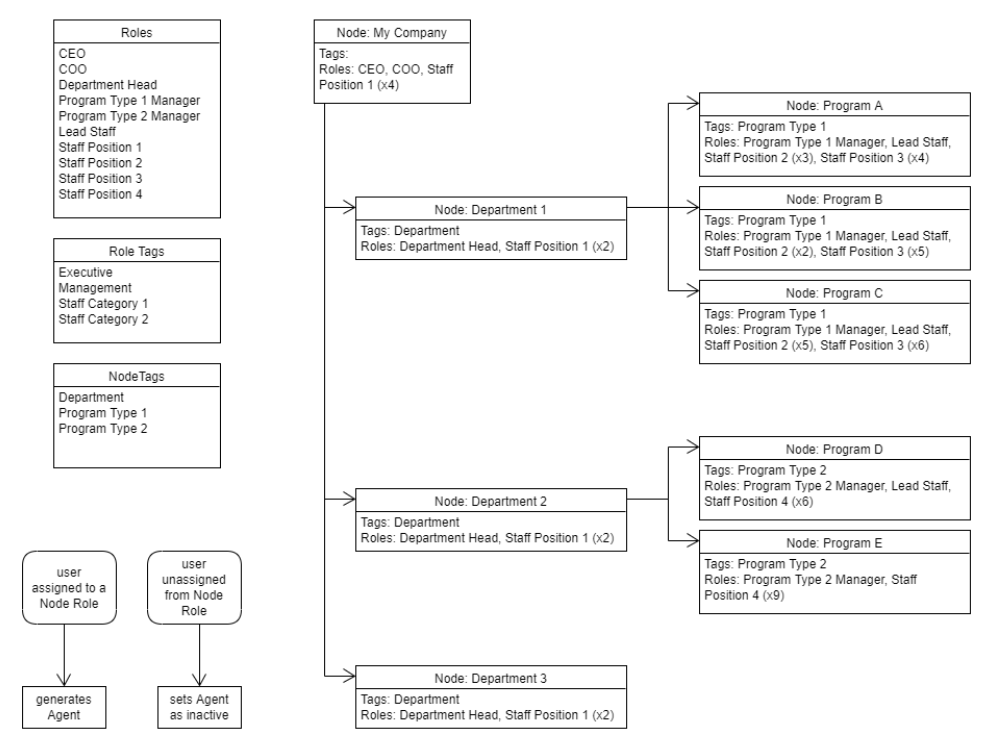 Roles
CEO
COO
Department Head
Program Type 1 Manager
Program Type 2 Manager
Lead Staff
Staff Position 1
Staff Position 2
Staff Position 3
Staff Position 4
Role Tags
Executive
Management
Staff Category 1
Staff Category 2
NodeTags
Department
Program Type 1
Program Type 2
user
assigned to a
Node Role
generates
Agent
user
unassigned
from Node
Role
sets Agent
as inactive
Node: My Company
Tags:
Roles: CEO, COO, Staff
Position 1 (x4)
Node: Department 1
Tags: Department
Roles: Department Head, Staff Position 1 (x2)
Node: Program A
Tags: Program Type 1
Roles: Program Type 1 Manager, Lead Staff,
Staff Position 2 (x3), Staff Position 3 (x4)
Node: Program B
Tags: Program Type 1
Roles: Program Type 1 Manager, Lead Staff,
Staff Position 2 (x2), Staff Position 3 (x5)
Node: Program C
Tags: Program Type 1
Roles: Program Type 1 Manager, Lead Staff,
Staff Position 2 (x5), Staff Position 3 (x6)
Node: Department 2
Tags: Department
Roles: Department Head, Staff Position 1 (x2)
Node: Program D
Tags: Program Type 2
Roles: Program Type 2 Manager, Lead Staff,
Staff Position 4 (x6)
Node: Program E
Tags: Program Type 2
Roles: Program Type 2 Manager, Staff
Position 4 (x9)
Node: Department 3
Tags: Department
Roles: Department Head, Staff Position 1 (x2)